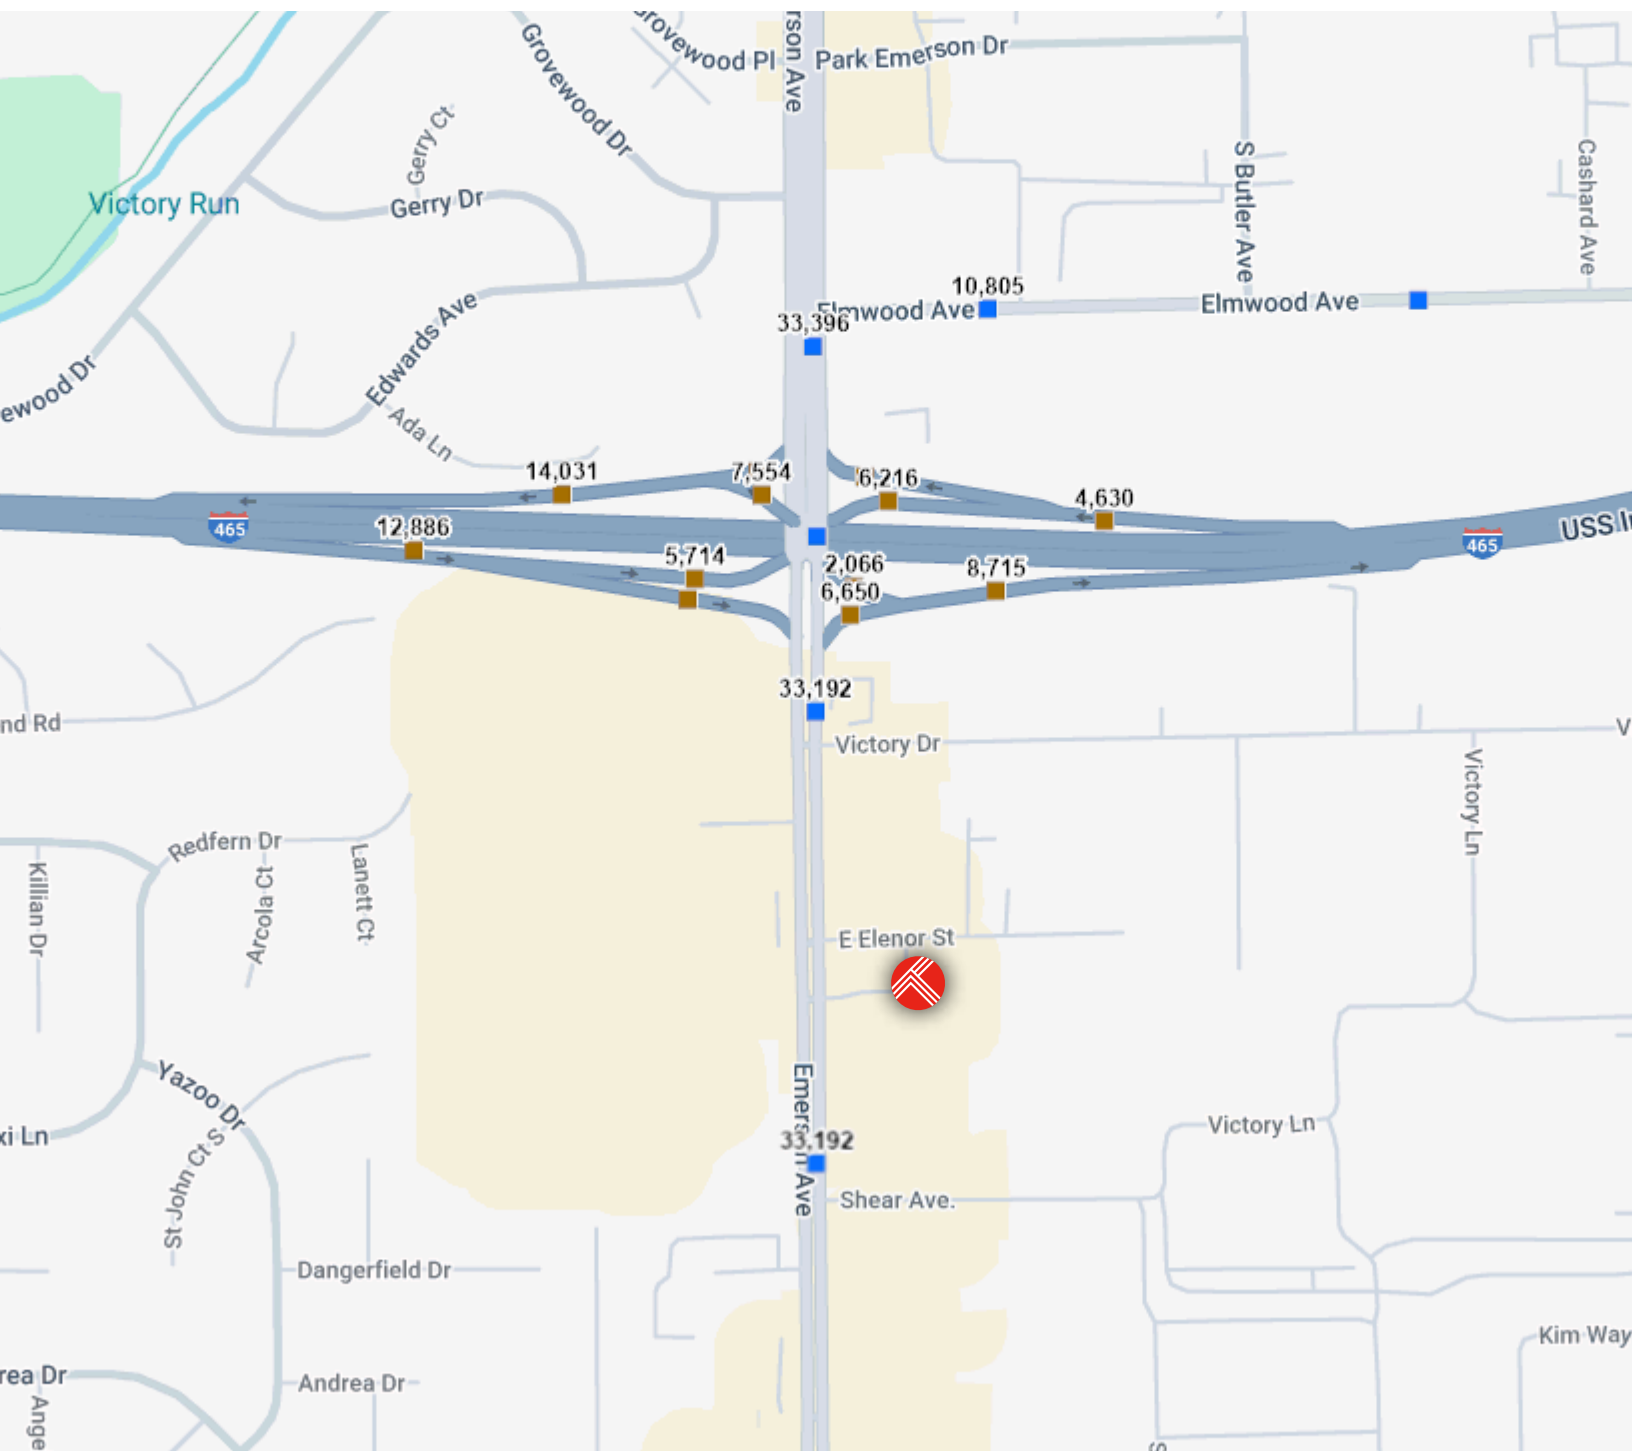 Grovewood Pl
Park Emerson Dr
rson Ave
Grovewood Dr
Gerry Ct
Gerry Dr
Victory Run
S Butler Ave
Cashard Ave
10,805
Elmwood Ave
Elmwood Ave
33,396
Edwards Ave
ewood Dr
Ada Ln
14,031
7,554
6,216
4,630
465
12,886
465
USS I
5,714
2,066
8,715
6,650
33,192
nd Rd
Victory Dr
V
Victory Ln
Redfern Dr
Killian Dr
Arcola Ct
Lanett Ct
E Elenor St
Yazoo Dr
xi Ln
St John Ct S
Emerson Ave
33,192
Victory Ln
Shear Ave.
Dangerfield Dr
Kim Way
rea Dr
Andrea Dr
Ange
S